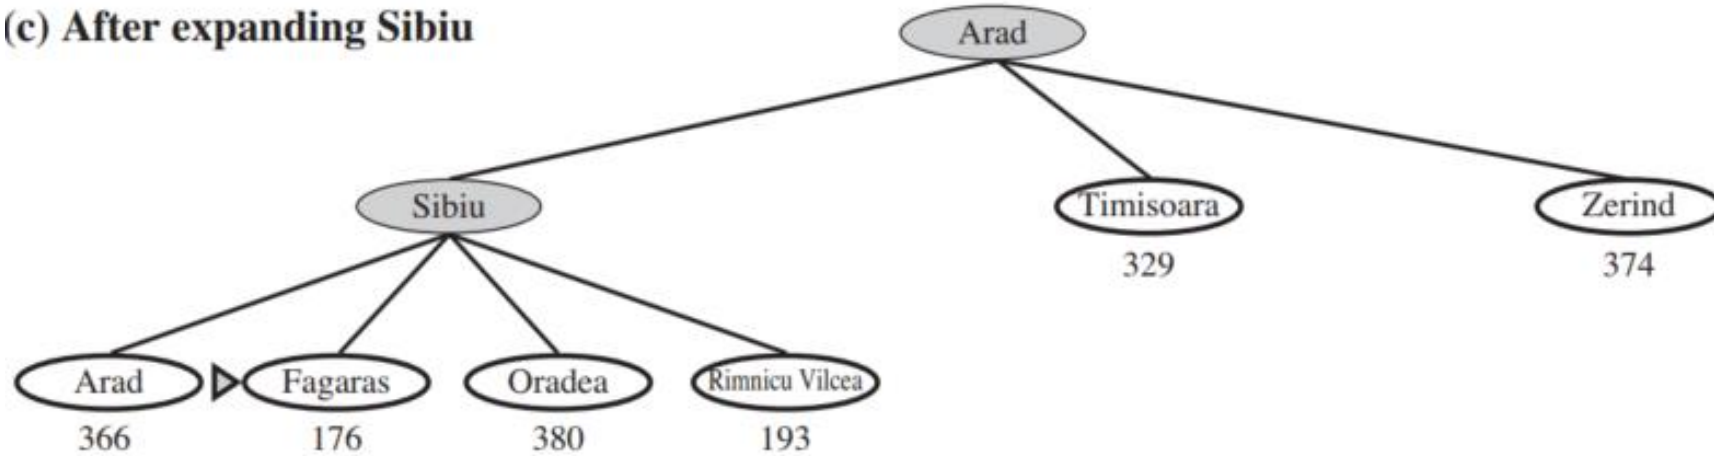 (c) After expanding Sibiu
Arad
Sibiu
Timisoara
Zerind
329
374
Arad
Fagaras
Oradea
Rimnicu Vilcea
366
176
380
193